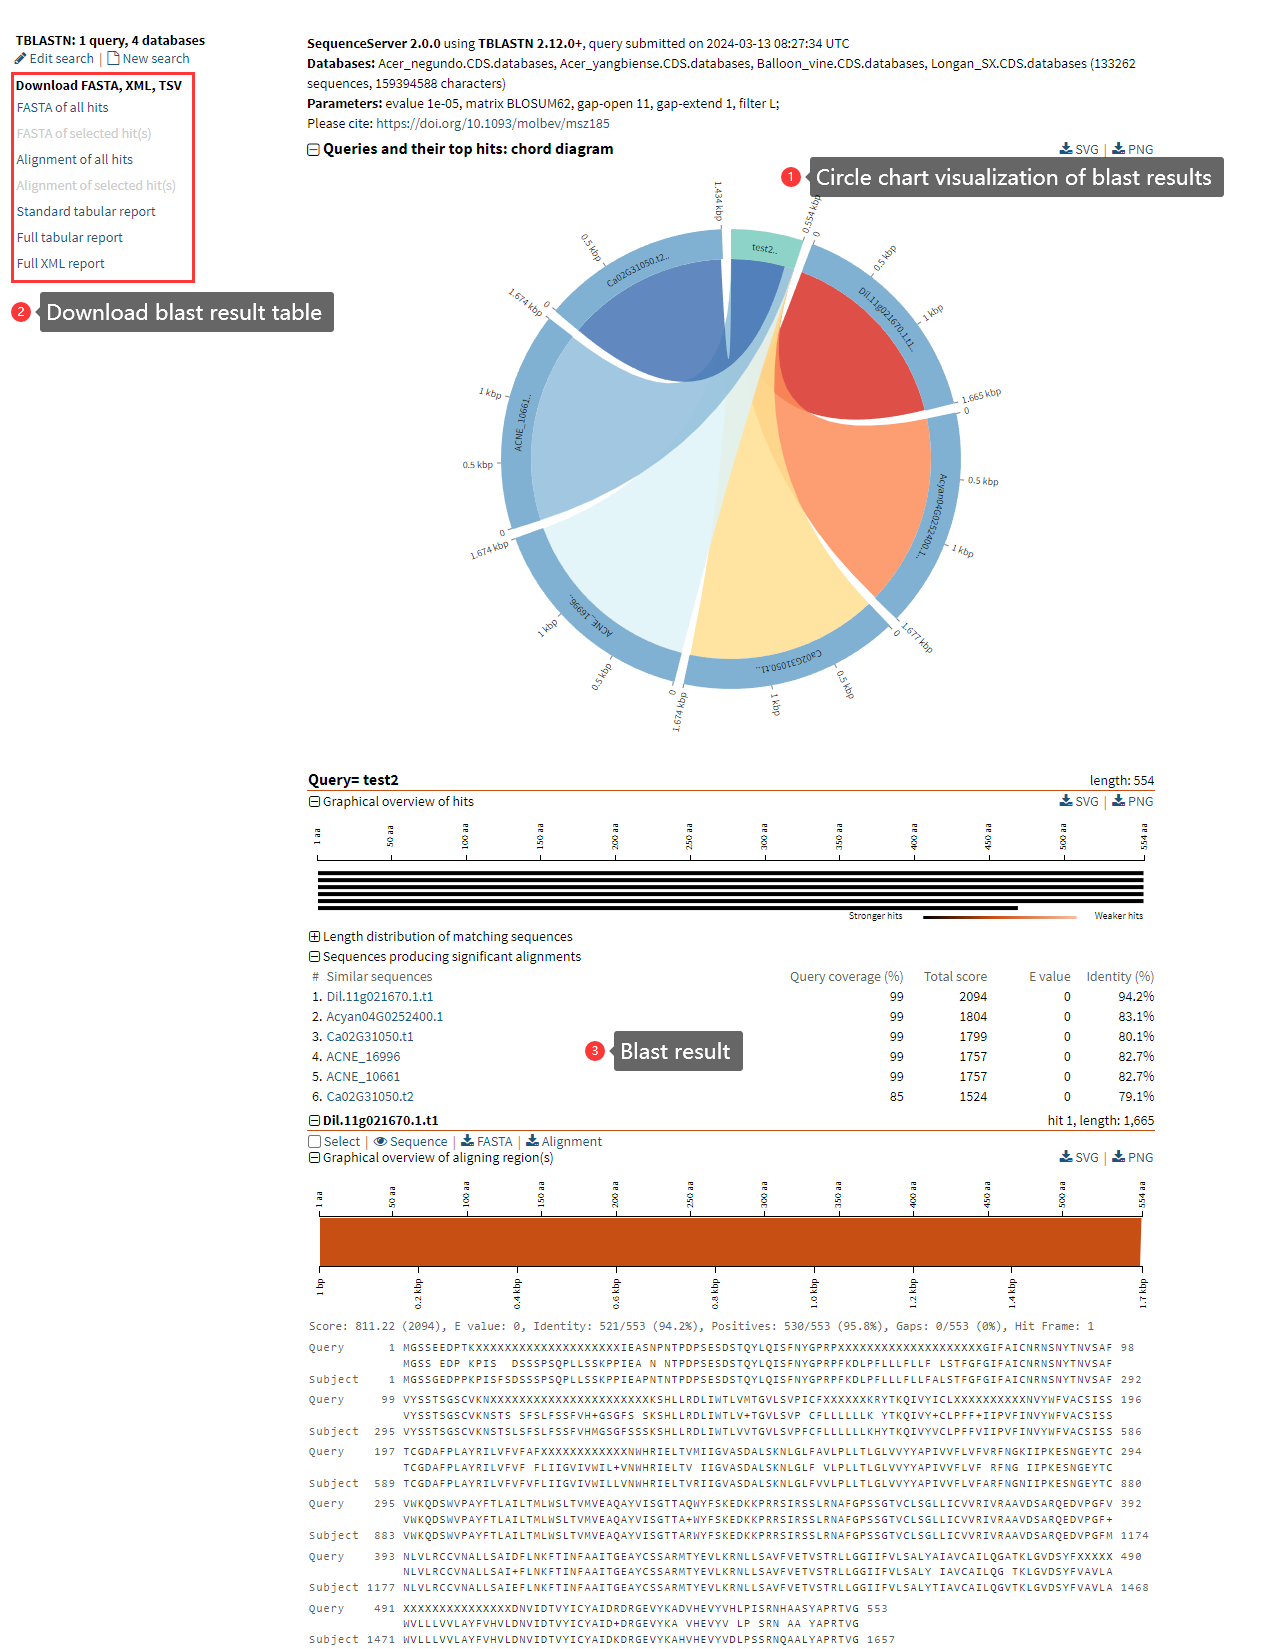 TBLASTN: 1 query, 4 databases
Edit search | New search
Download FASTA, XML, TSV
FASTA of all hits
FASTA of selected hit(s)
Alignment of all hits
Alignment of selected hit(s)
Standard tabular report
Full tabular report
Full XML report
2 Download blast result table
SequenceServer 2.0.0 using TBLASTN 2.12.0+, query submitted on 2024-03-13 08:27:34 UTC
Databases: Acer_negundo.CDS.databases, Acer_yangbiense.CDS.databases, Balloon_vine.CDS.databases, Longan_SX.CDS.databases (133262
sequences, 159394588 characters)
Parameters: evalue 1e-05, matrix BLOSUM62, gap-open 11, gap-extend 1, filter L;
Please cite: https://doi.org/10.1093/molbev/msz185
Queries and their top hits: chord diagram
SVG | PNG
1 Circle chart visualization of blast results
test2..
0.554 kbp
0
0.5 kbp
1 kbp
1.665 kbp
Dil.11g021670.1.t1..
0
0.5 kbp
1 kbp
1.677 kbp
Acyan04G0252400.1..
0
0.5 kbp
1 kbp
1.674 kbp
Ca02G31050.t1..
0
0.5 kbp
1 kbp
1.674 kbp
ACNE_16996..
0
0.5 kbp
1 kbp
1.674 kbp
ACNE_10661..
0
0.5 kbp
1.434 kbp
Ca02G31050.t2..
Query= test2
length: 554
Graphical overview of hits
SVG | PNG
1 aa 50 aa 100 aa 150 aa 200 aa 250 aa 300 aa 350 aa 400 aa 450 aa 500 aa 554 aa
Stronger hits Weaker hits
Length distribution of matching sequences
Sequences producing significant alignments
# Similar sequences Query coverage (%) Total score E value Identity (%)
1. Dil.11g021670.1.t1 99 2094 0 94.2%
2. Acyan04G0252400.1 99 1804 0 83.1%
3. Ca02G31050.t1 99 1799 0 80.1%
4. ACNE_16996 99 1757 0 82.7%
5. ACNE_10661 99 1757 0 82.7%
6. Ca02G31050.t2 85 1524 0 79.1%
3 Blast result
Dil.11g021670.1.t1
hit 1, length: 1,665
Select | Sequence | FASTA | Alignment
Graphical overview of aligning region(s)
SVG | PNG
1 aa 50 aa 100 aa 150 aa 200 aa 250 aa 300 aa 350 aa 400 aa 450 aa 500 aa 554 aa
1 bp 0.2 kbp 0.4 kbp 0.6 kbp 0.8 kbp 1.0 kbp 1.2 kbp 1.4 kbp 1.7 kbp
Score: 811.22 (2094), E value: 0, Identity: 521/553 (94.2%), Positives: 530/553 (95.8%), Gaps: 0/553 (0%), Hit Frame: 1
Query 1 MGSSEEDPTKXXXXXXXXXXXXXXXXXXXXIEASNPNTPDPSESDSTQYLQISFNYGPRPXXXXXXXXXXXXXXXXXXXXGIFAICNRNSNYTNVSAF 98
MGSS EDP KPIS DSSSPSQPLLSSKPPIEA N NTPDPSESDSTQYLQISFNYGPRPFKDLPFLLLFLLF LSTFGFGIFAICNRNSNYTNVSAF
Subject 1 MGSSGEDPPKPISFSDSSSPSQPLLSSKPPIEAPNTNTPDPSESDSTQYLQISFNYGPRPFKDLPFLLLFLLFALSTFGFGIFAICNRNSNYTNVSAF 292
Query 99 VYSSTSGSCVKNXXXXXXXXXXXXXXXXXXXXXXKSHLLRDLIWTLVMTGVLSVPICFXXXXXXKRYTKQIVYICLXXXXXXXXXXNVYWFVACSISS 196
VYSSTSGSCVKNSTS SFSLFSSFVH+GSGFS SKSHLLRDLIWTLV+TGVLSVP CFLLLLLLK YTKQIVY+CLPFF+IIPVFINVYWFVACSISS
Subject 295 VYSSTSGSCVKNSTSLSFSLFSSFVHMGSGFSSSKSHLLRDLIWTLVVTGVLSVPFCFLLLLLLKHYTKQIVYVCLPFFVIIPVFINVYWFVACSISS 586
Query 197 TCGDAFPLAYRILVFVFAFXXXXXXXXXXXXNWHRIELTVMIIGVASDALSKNLGLFAVLPLLTLGLVVYYAPIVVFLVFVRFNGKIIPKESNGEYTC 294
TCGDAFPLAYRILVFVF FLIIGVIVWIL+VNWHRIELTV IIGVASDALSKNLGLF VLPLLTLGLVVYYAPIVVFLVF RFNG IIPKESNGEYTC
Subject 589 TCGDAFPLAYRILVFVFVFLIIGVIVWILLVNWHRIELTVRIIGVASDALSKNLGLFVVLPLLTLGLVVYYAPIVVFLVFARFNGNIIPKESNGEYTC 880
Query 295 VWKQDSWVPAYFTLAILTMLWSLTVMVEAQAYVISGTTAQWYFSKEDKKPRRSIRSSLRNAFGPSSGTVCLSGLLICVVRIVRAAVDSARQEDVPGFV 392
VWKQDSWVPAYFTLAILTMLWSLTVMVEAQAYVISGTTA+WYFSKEDKKPRRSIRSSLRNAFGPSSGTVCLSGLLICVVRIVRAAVDSARQEDVPGF+
Subject 883 VWKQDSWVPAYFTLAILTMLWSLTVMVEAQAYVISGTTARWYFSKEDKKPRRSIRSSLRNAFGPSSGTVCLSGLLICVVRIVRAAVDSARQEDVPGFM 1174
Query 393 NLVLRCCVNALLSAIDFLNKFTINFAAITGEAYCSSARMTYEVLKRNLLSAVFVETVSTRLLGGIIFVLSALYAIAVCAILQGATKLGVDSYFXXXXX 490
NLVLRCCVNALLSAI+FLNKFTINFAAITGEAYCSSARMTYEVLKRNLLSAVFVETVSTRLLGGIIFVLSALY IAVCAILQG TKLGVDSYFVAVLA
Subject 1177 NLVLRCCVNALLSAIEFLNKFTINFAAITGEAYCSSARMTYEVLKRNLLSAVFVETVSTRLLGGIIFVLSALYTIAVCAILQGVTKLGVDSYFVAVLA 1468
Query 491 XXXXXXXXXXXXXXXDNVIDTVYICYAIDRDRGEVYKADVHEVYVHLPISRNHAASYAPRTVG 553
WVLLLVVLAYFVHVLDNVIDTVYICYAID+DRGEVYKA VHEVYV LP SRN AA YAPRTVG
Subject 1471 WVLLLVVLAYFVHVLDNVIDTVYICYAIDKDRGEVYKAHVHEVYVDLPSSRNQAALYAPRTVG 1657